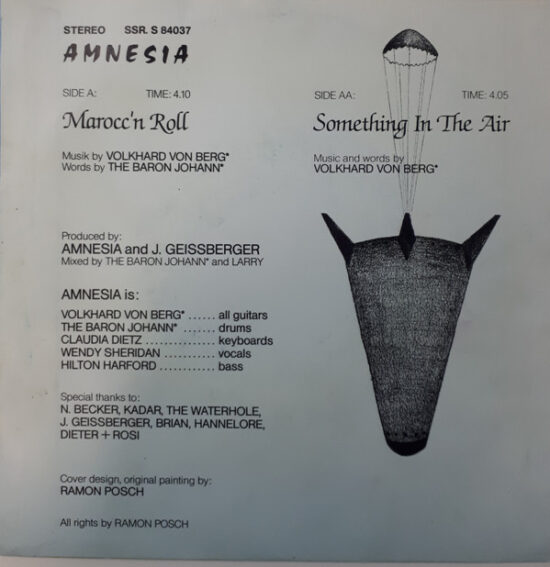 STEREO SSR. S 84037
AMNESIA
SIDE A: TIME: 4.10
Marocc'n Roll
Musik by VOLKHARD VON BERG*
Words by THE BARON JOHANN*
SIDE AA: TIME: 4.05
Something In The Air
Music and words by
VOLKHARD VON BERG*
Produced by:
AMNESIA and J. GEISSBERGER
Mixed by THE BARON JOHANN* and LARRY
AMNESIA is:
VOLKHARD VON BERG* ...... all guitars
THE BARON JOHANN* ....... drums
CLAUDIA DIETZ .............. keyboards
WENDY SHERIDAN ........... vocals
HILTON HARFORD ............ bass
Special thanks to:
N. BECKER, KADAR, THE WATERHOLE,
J. GEISSBERGER, BRIAN, HANNELORE,
DIETER + ROSI
Cover design, original painting by:
RAMON POSCH
All rights by RAMON POSCH